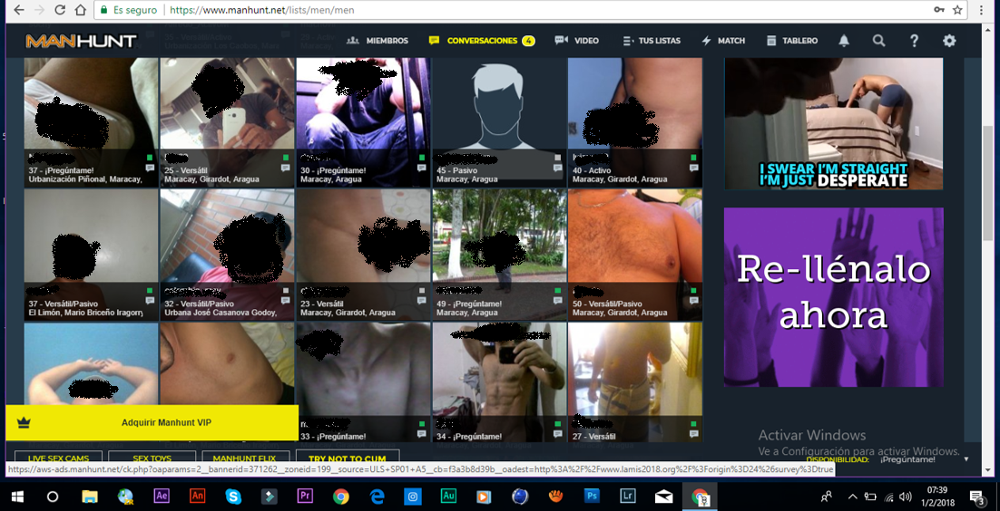 Es seguro | https://www.manhunt.net/lists/men/men
MANHUNT
MIEMBROS
CONVERSACIONES 4
VIDEO
TUS LISTAS
MATCH
TABLERO
37 - ¡Pregúntame!
Urbanización Piñonal, Maracay,
25 - Versátil
Maracay, Girardot, Aragua
30 - ¡Pregúntame!
Maracay, Aragua
45 - Pasivo
Maracay, Aragua
40 - Activo
Maracay, Girardot, Aragua
I SWEAR I'M STRAIGHT
I'M JUST DESPERATE
37 - Versátil/Pasivo
El Limón, Mario Briceño Iragorry
32 - Versátil/Pasivo
Urbana José Casanova Godoy,
23 - Versátil
Maracay, Girardot, Aragua
49 - ¡Pregúntame!
Maracay, Aragua
50 - Versátil/Pasivo
Maracay, Girardot, Aragua
Re-llénalo
ahora
33 - ¡Pregúntame!
34 - ¡Pregúntame!
27 - Versátil
Adquirir Manhunt VIP
LIVE SEX CAMS
SEX TOYS
MANHUNT FLIX
TRY NOT TO CUM
Activar Windows
Ve a Configuración para activar Windows.
DISPONIBILIDAD: ¡Pregúntame!
https://aws-ads.manhunt.net/ck.php?oaparams=2__bannerid=371262__zoneid=199__source=ULS+SP01+A5__cb=f3a3b8d39b__oadest=http%3A%2F%2Fwww.lamis2018.org%2F%3Forigin%3D24%26survey%3Dtrue
Ae
An
Pr
Au
Ps
Lr
07:39
1/2/2018
3